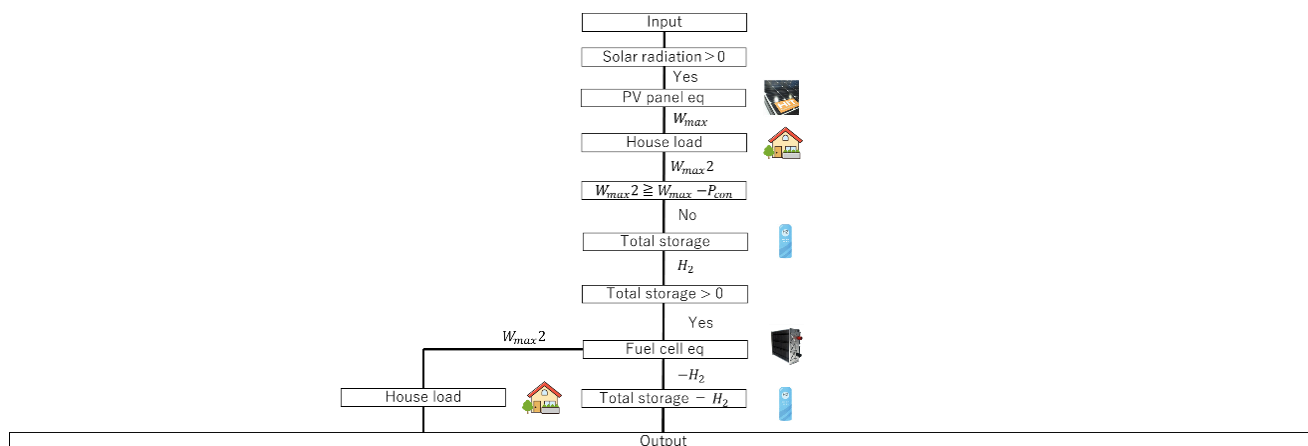 Input
Solar radiation > 0
Yes
PV panel eq
W_max
House load
W_max2
W_max2 ≧ W_max − P_con
No
Total storage
H_2
Total storage > 0
Yes
W_max2
Fuel cell eq
−H_2
House load
Total storage − H_2
Output